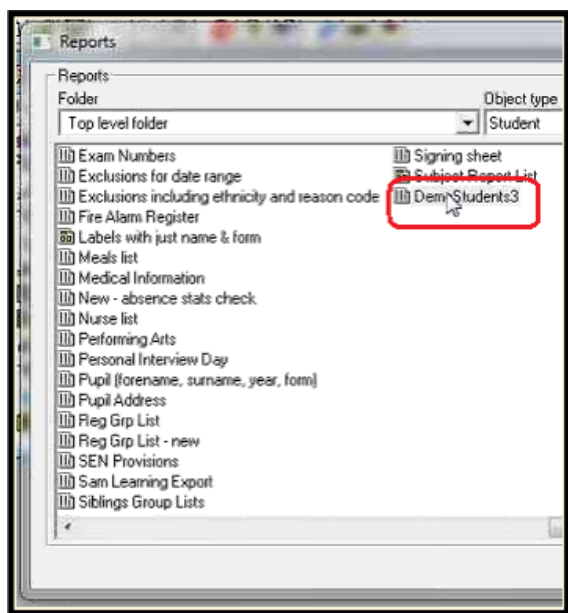 Reports
Reports
Folder Object type
Top level folder Student
Exam Numbers
Exclusions for date range
Exclusions including ethnicity and reason code
Fire Alarm Register
Labels with just name & form
Meals list
Medical Information
New - absence stats check
Nurse list
Performing Arts
Personal Interview Day
Pupil (forename, surname, year, form)
Pupil Address
Reg Grp List
Reg Grp List - new
SEN Provisions
Sam Learning Export
Siblings Group Lists
Signing sheet
Subject Report List
Students3